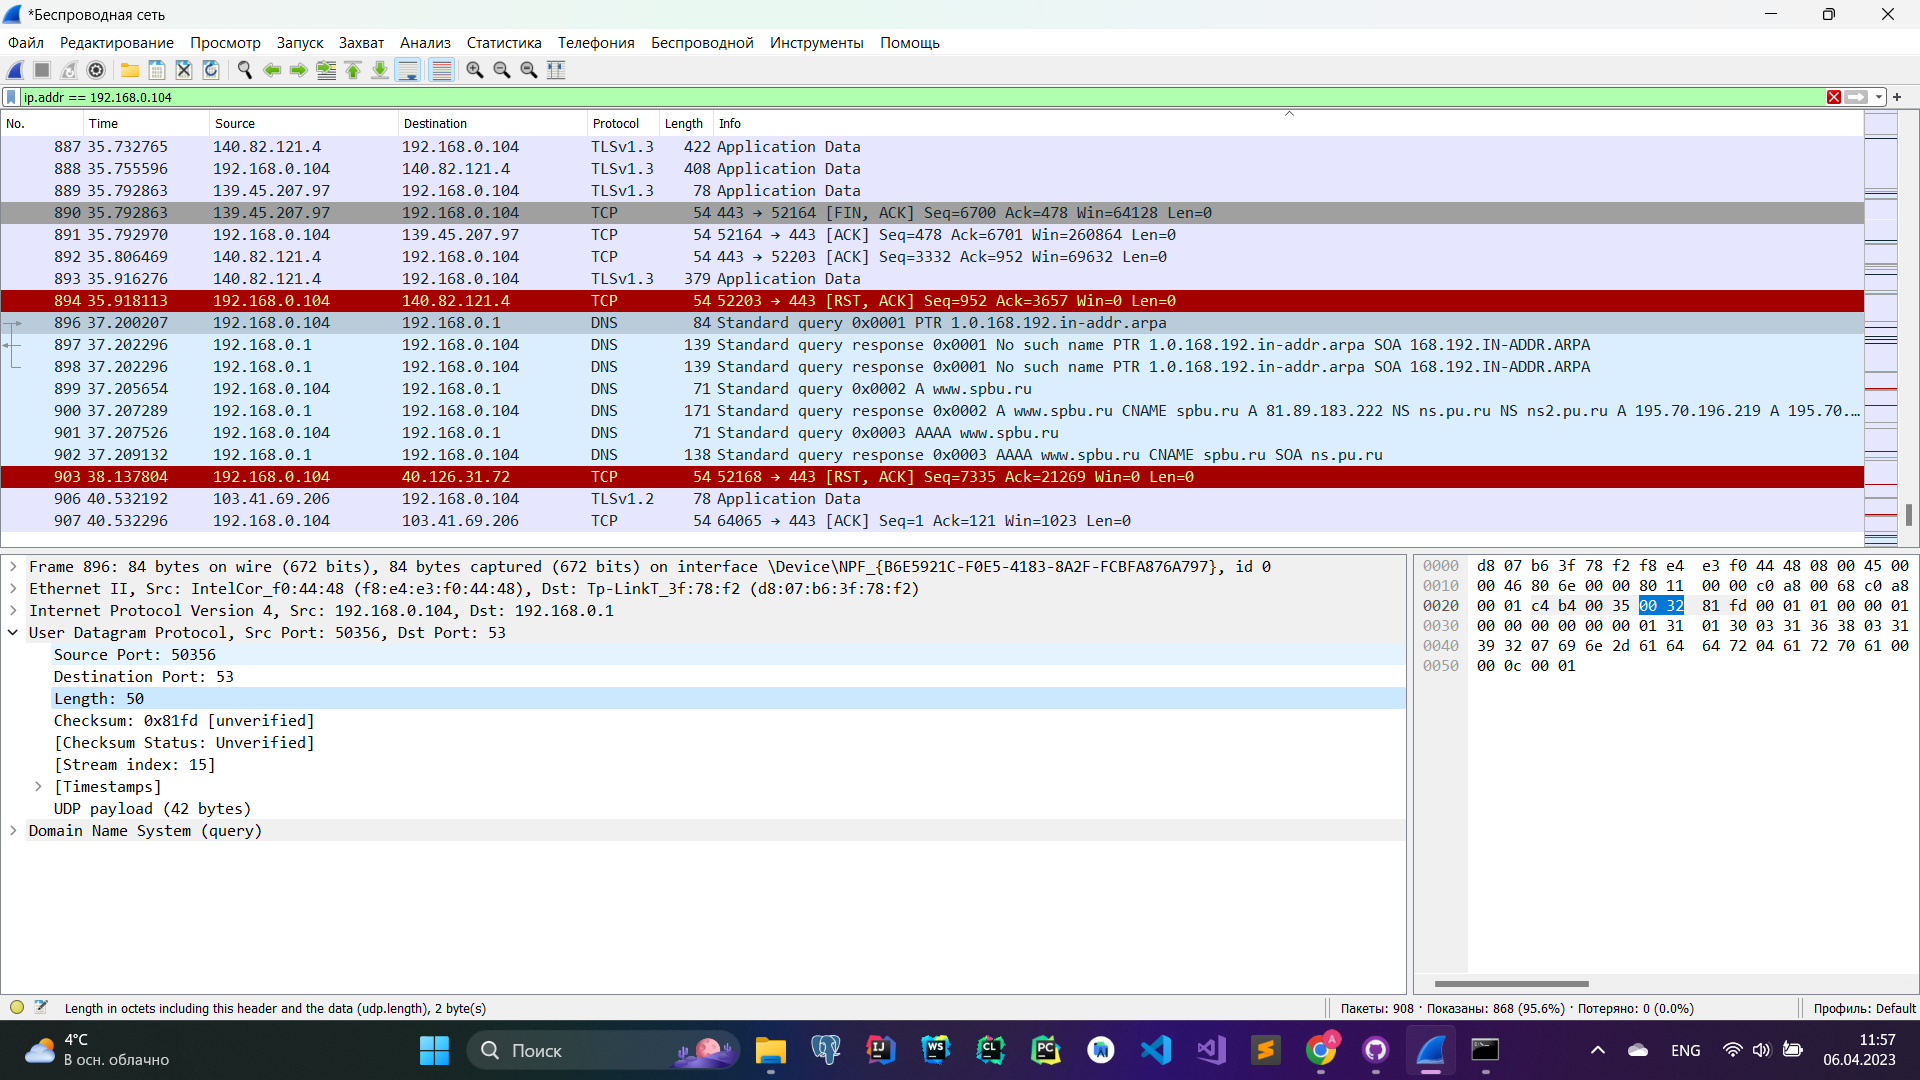 *Беспроводная сеть
Файл Редактирование Просмотр Запуск Захват Анализ Статистика Телефония Беспроводной Инструменты Помощь
ip.addr == 192.168.0.104
No. Time Source Destination Protocol Length Info
887 35.732765 140.82.121.4 192.168.0.104 TLSv1.3 422 Application Data
888 35.755596 192.168.0.104 140.82.121.4 TLSv1.3 408 Application Data
889 35.792863 139.45.207.97 192.168.0.104 TLSv1.3 78 Application Data
890 35.792863 139.45.207.97 192.168.0.104 TCP 54 443 → 52164 [FIN, ACK] Seq=6700 Ack=478 Win=64128 Len=0
891 35.792970 192.168.0.104 139.45.207.97 TCP 54 52164 → 443 [ACK] Seq=478 Ack=6701 Win=260864 Len=0
892 35.806469 140.82.121.4 192.168.0.104 TCP 54 443 → 52203 [ACK] Seq=3332 Ack=952 Win=69632 Len=0
893 35.916276 140.82.121.4 192.168.0.104 TLSv1.3 379 Application Data
894 35.918113 192.168.0.104 140.82.121.4 TCP 54 52203 → 443 [RST, ACK] Seq=952 Ack=3657 Win=0 Len=0
896 37.200207 192.168.0.104 192.168.0.1 DNS 84 Standard query 0x0001 PTR 1.0.168.192.in-addr.arpa
897 37.202296 192.168.0.1 192.168.0.104 DNS 139 Standard query response 0x0001 No such name PTR 1.0.168.192.in-addr.arpa SOA 168.192.IN-ADDR.ARPA
898 37.202296 192.168.0.1 192.168.0.104 DNS 139 Standard query response 0x0001 No such name PTR 1.0.168.192.in-addr.arpa SOA 168.192.IN-ADDR.ARPA
899 37.205654 192.168.0.104 192.168.0.1 DNS 71 Standard query 0x0002 A www.spbu.ru
900 37.207289 192.168.0.1 192.168.0.104 DNS 171 Standard query response 0x0002 A www.spbu.ru CNAME spbu.ru A 81.89.183.222 NS ns.pu.ru NS ns2.pu.ru A 195.70.196.219 A 195.70.…
901 37.207526 192.168.0.104 192.168.0.1 DNS 71 Standard query 0x0003 AAAA www.spbu.ru
902 37.209132 192.168.0.1 192.168.0.104 DNS 138 Standard query response 0x0003 AAAA www.spbu.ru CNAME spbu.ru SOA ns.pu.ru
903 38.137804 192.168.0.104 40.126.31.72 TCP 54 52168 → 443 [RST, ACK] Seq=7335 Ack=21269 Win=0 Len=0
906 40.532192 103.41.69.206 192.168.0.104 TLSv1.2 78 Application Data
907 40.532296 192.168.0.104 103.41.69.206 TCP 54 64065 → 443 [ACK] Seq=1 Ack=121 Win=1023 Len=0
Frame 896: 84 bytes on wire (672 bits), 84 bytes captured (672 bits) on interface \Device\NPF_{B6E5921C-F0E5-4183-8A2F-FCBFA876A797}, id 0
Ethernet II, Src: IntelCor_f0:44:48 (f8:e4:e3:f0:44:48), Dst: Tp-LinkT_3f:78:f2 (d8:07:b6:3f:78:f2)
Internet Protocol Version 4, Src: 192.168.0.104, Dst: 192.168.0.1
User Datagram Protocol, Src Port: 50356, Dst Port: 53
Source Port: 50356
Destination Port: 53
Length: 50
Checksum: 0x81fd [unverified]
[Checksum Status: Unverified]
[Stream index: 15]
[Timestamps]
UDP payload (42 bytes)
Domain Name System (query)
0000 d8 07 b6 3f 78 f2 f8 e4 e3 f0 44 48 08 00 45 00
0010 00 46 80 6e 00 00 80 11 00 00 c0 a8 00 68 c0 a8
0020 00 01 c4 b4 00 35 00 32 81 fd 00 01 01 00 00 01
0030 00 00 00 00 00 00 01 31 01 30 03 31 36 38 03 31
0040 39 32 07 69 6e 2d 61 64 64 72 04 61 72 70 61 00
0050 00 0c 00 01
Length in octets including this header and the data (udp.length), 2 byte(s)
Пакеты: 908 · Показаны: 868 (95.6%) · Потеряно: 0 (0.0%)
Профиль: Default
4°C
В осн. облачно
Поиск
IJ
WS
CL
PC
A
ENG
11:57
06.04.2023